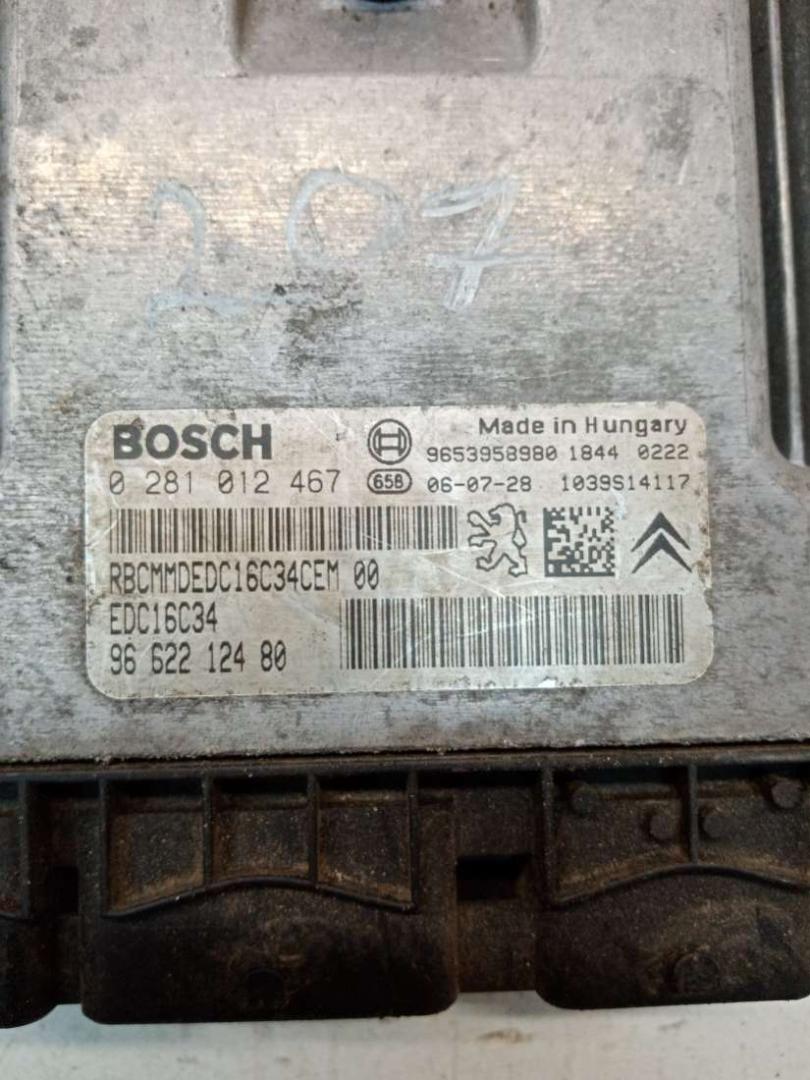 207
BOSCH
Made in Hungary
9653958980 1844 0222
0 281 012 467 658 06-07-28 1039S14117
RBCMMDEDC16C34CEM 00
EDC16C34
96 622 124 80